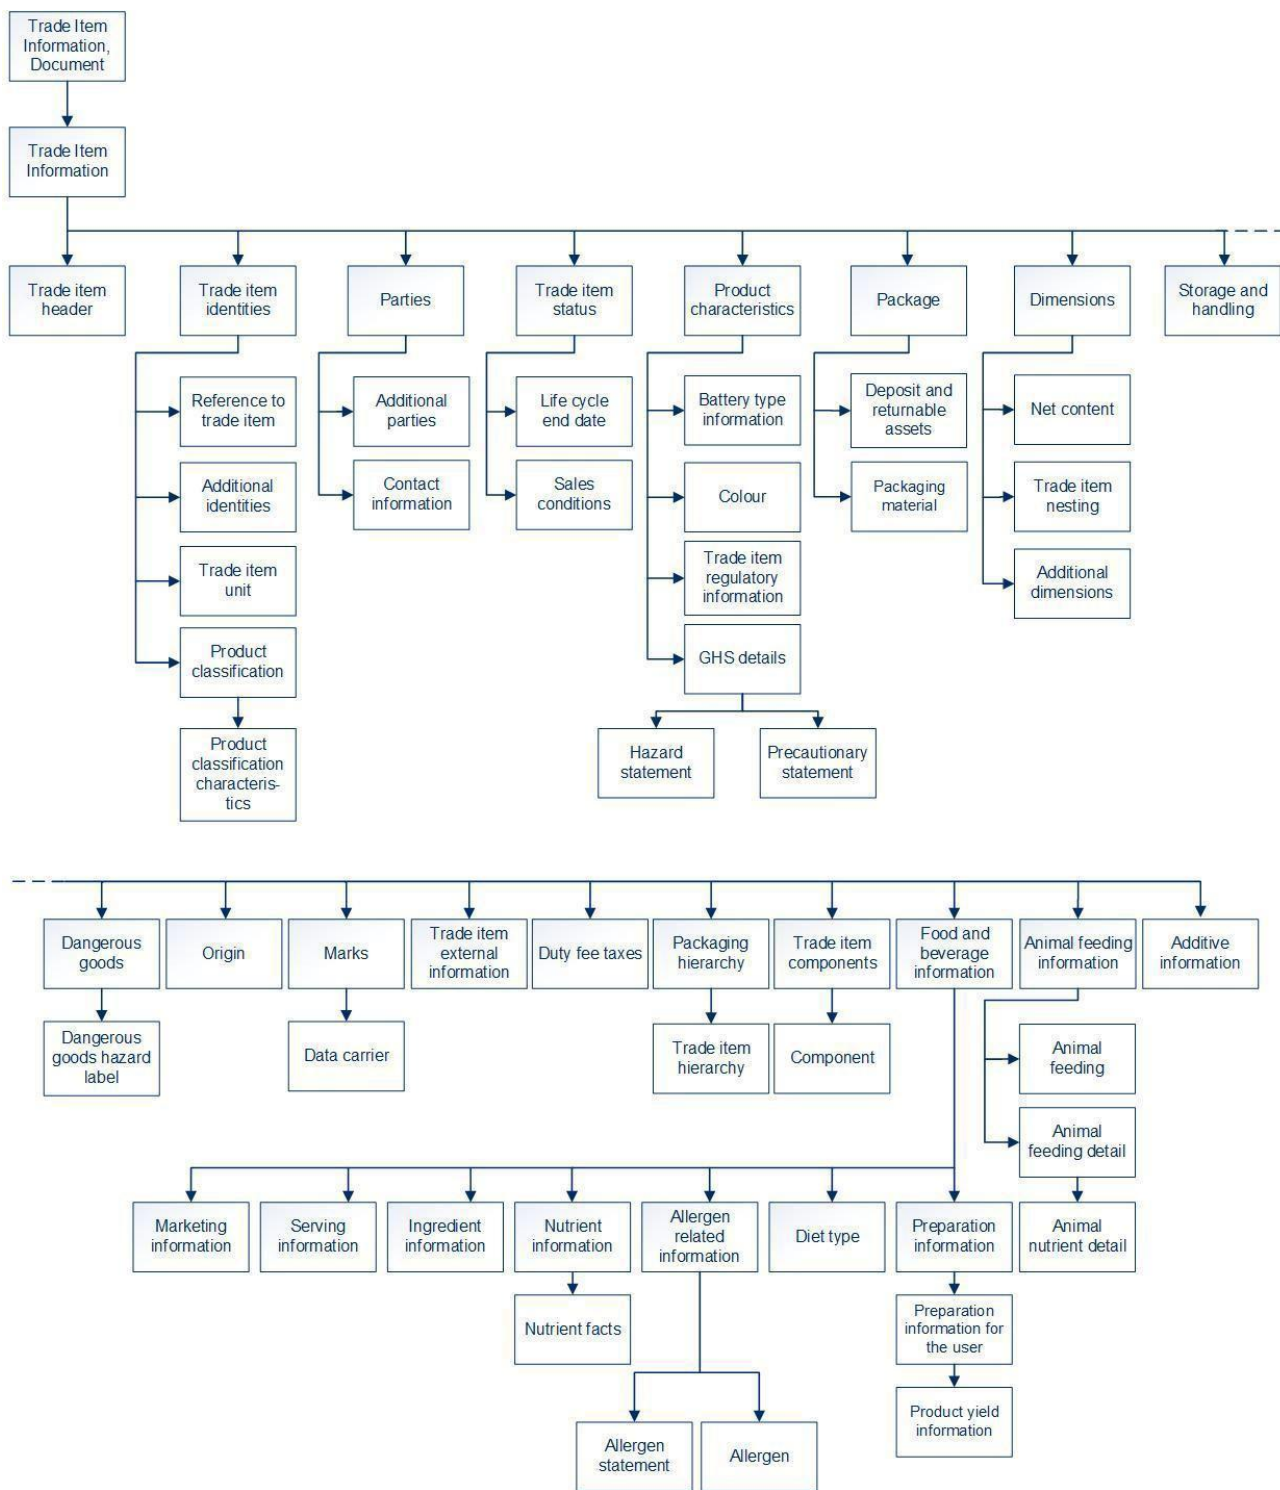 Trade Item
Information,
Document
Trade Item
Information
Trade item
header
Trade item
identities
Parties
Trade item
status
Product
characteristics
Package
Dimensions
Storage and
handling
Reference to
trade item
Additional
parties
Life cycle
end date
Battery type
information
Deposit and
returnable
assets
Net content
Additional
identities
Contact
information
Sales
conditions
Colour
Packaging
material
Trade item
nesting
Trade item
unit
Trade item
regulatory
information
Additional
dimensions
Product
classification
GHS details
Product
classification
characteris-
tics
Hazard
statement
Precautionary
statement
Dangerous
goods
Origin
Marks
Trade item
external
information
Duty fee taxes
Packaging
hierarchy
Trade item
components
Food and
beverage
information
Animal feeding
information
Additive
information
Dangerous
goods hazard
label
Data carrier
Trade item
hierarchy
Component
Animal
feeding
Animal
feeding detail
Marketing
information
Serving
information
Ingredient
information
Nutrient
information
Allergen
related
information
Diet type
Preparation
information
Animal
nutrient detail
Nutrient facts
Preparation
information for
the user
Product yield
information
Allergen
statement
Allergen